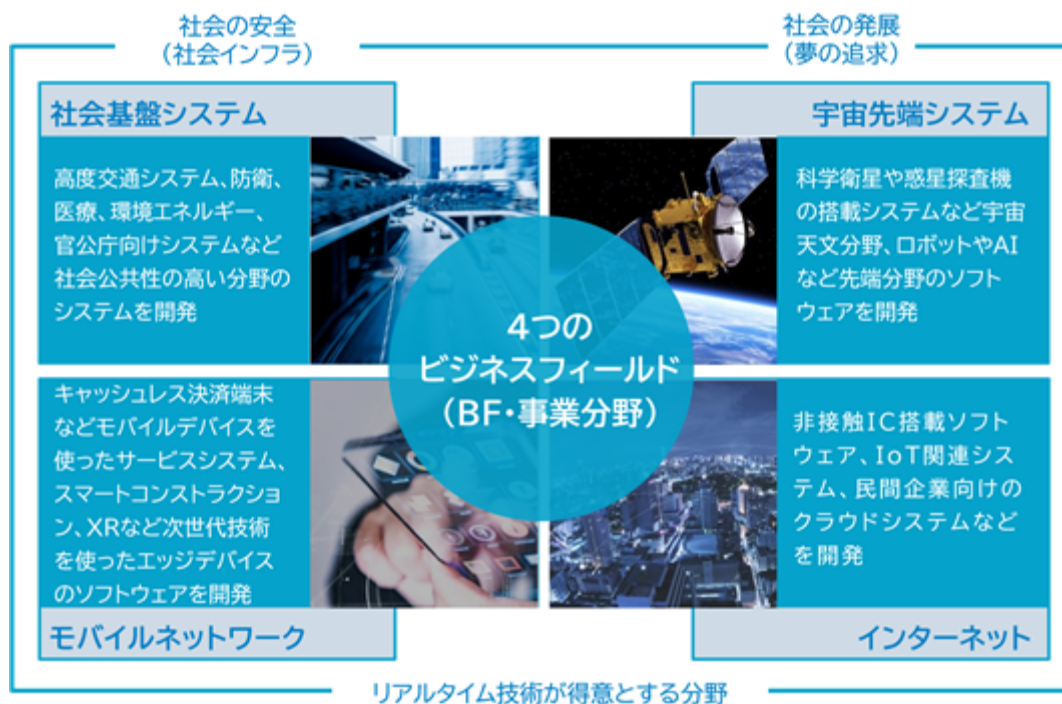 社会の安全
（社会インフラ）
社会の発展
（夢の追求）
社会基盤システム
高度交通システム、防衛、
医療、環境エネルギー、
官公庁向けシステムなど
社会公共性の高い分野の
システムを開発
宇宙先端システム
科学衛星や惑星探査機
の搭載システムなど宇宙
天文分野、ロボットやAI
など先端分野のソフト
ウェアを開発
4つの
ビジネスフィールド
（BF・事業分野）
キャッシュレス決済端末
などモバイルデバイスを
使ったサービスシステム、
スマートコンストラクショ
ン、XRなど次世代技術
を使ったエッジデバイス
のソフトウェアを開発
モバイルネットワーク
非接触IC搭載ソフト
ウェア、IoT関連シス
テム、民間企業向けの
クラウドシステムなど
を開発
インターネット
リアルタイム技術が得意とする分野